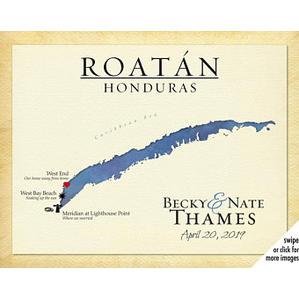 ROATÁN
HONDURAS
Caribbean Sea
West End
Our home away from home
West Bay Beach
Soaking up the sun
Meridian at Lighthouse Point
Where we married
BECKY & NATE
THAMES
April 20, 2019
swipe
or click for
more images